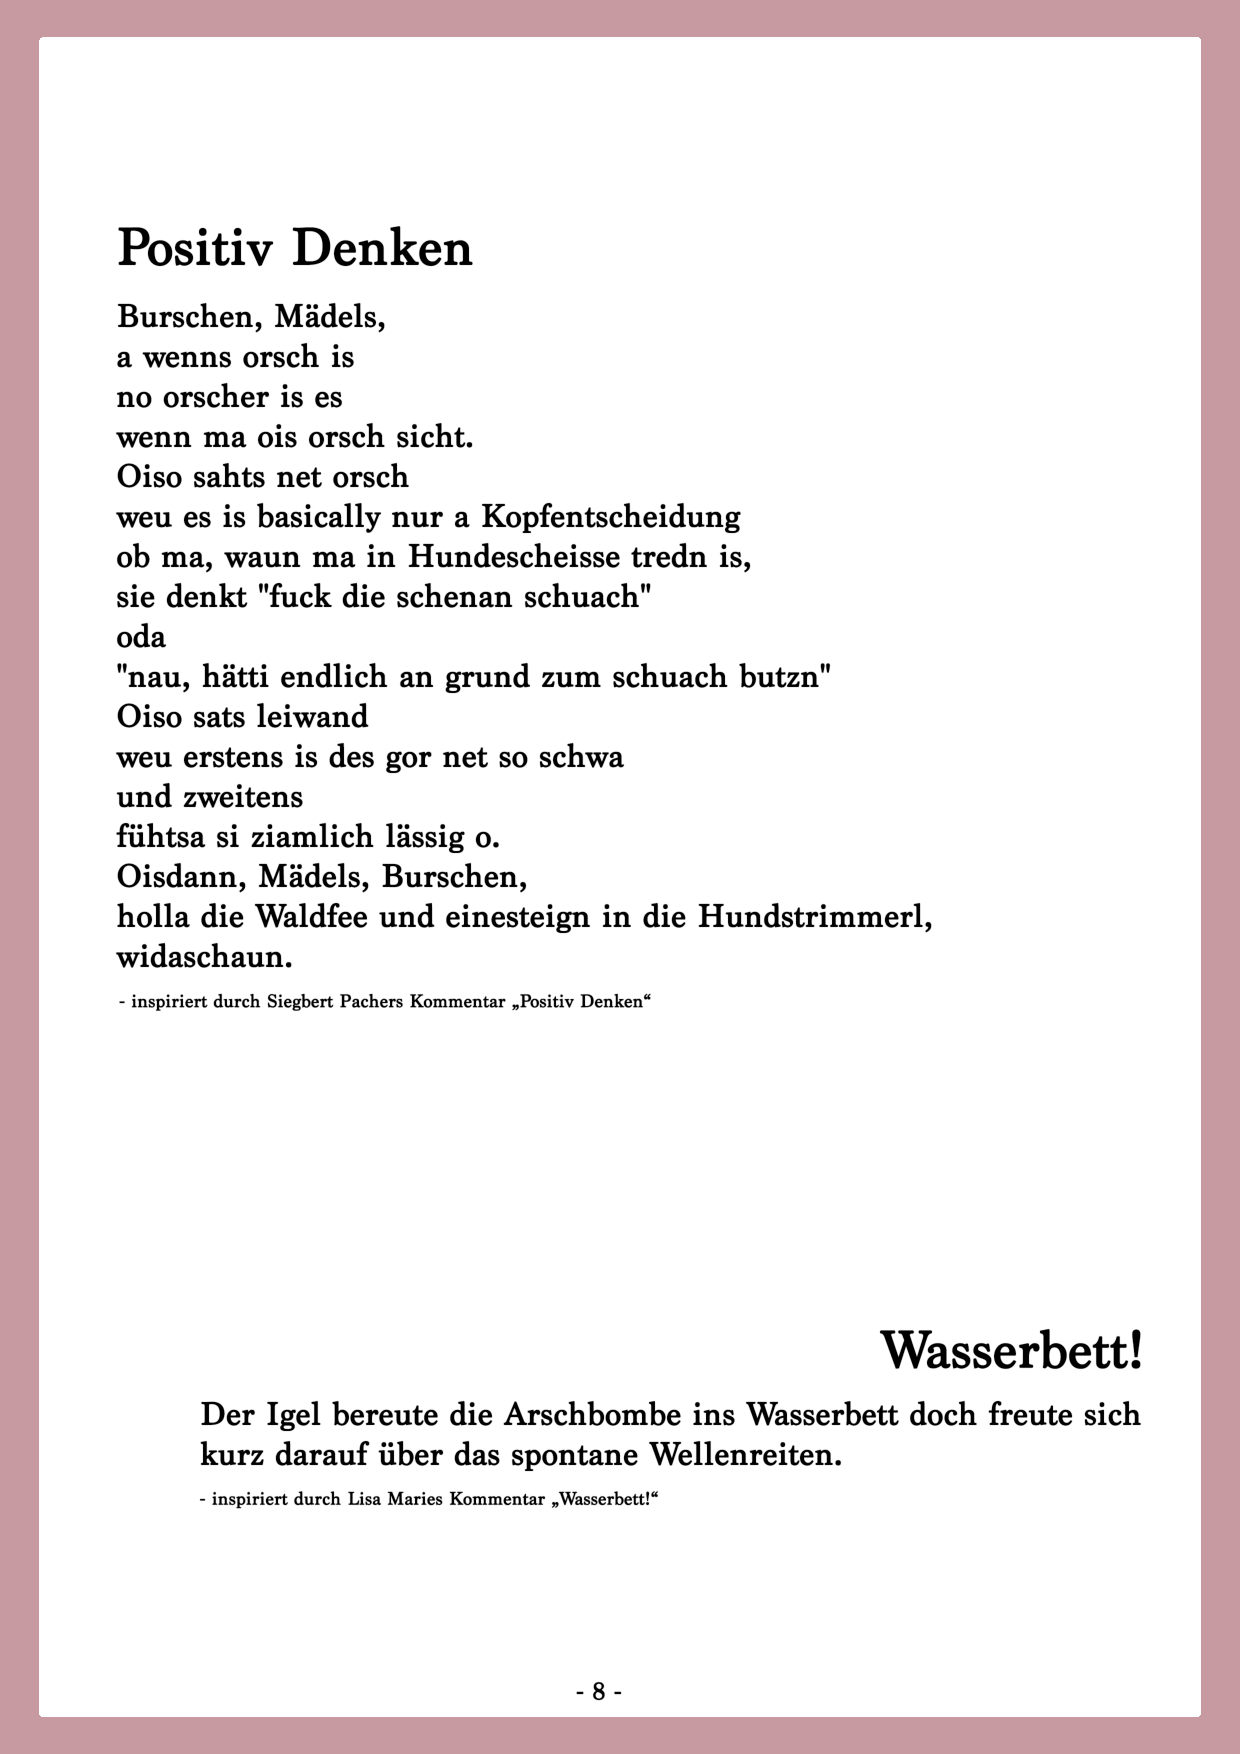 Positiv Denken
Burschen, Mädels,
a wenns orsch is
no orscher is es
wenn ma ois orsch sicht.
Oiso sahts net orsch
weu es is basically nur a Kopfentscheidung
ob ma, waun ma in Hundescheisse tredn is,
sie denkt "fuck die schenan schuach"
oda
"nau, hätti endlich an grund zum schuach butzn"
Oiso sats leiwand
weu erstens is des gor net so schwa
und zweitens
fühtsa si ziamlich lässig o.
Oisdann, Mädels, Burschen,
holla die Waldfee und einesteign in die Hundstrimmerl,
widaschaun.
- inspiriert durch Siegbert Pachers Kommentar „Positiv Denken“
Wasserbett!
Der Igel bereute die Arschbombe ins Wasserbett doch freute sich
kurz darauf über das spontane Wellenreiten.
- inspiriert durch Lisa Maries Kommentar „Wasserbett!“
- 8 -